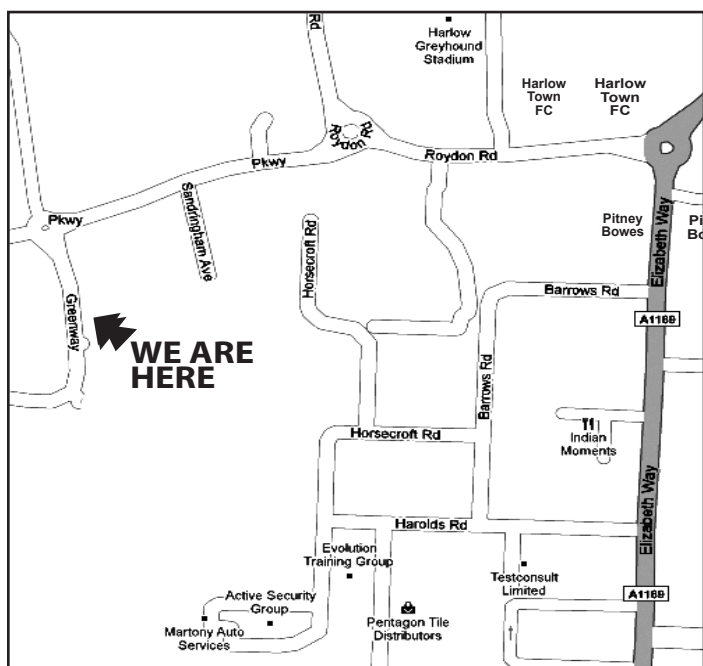 Rd
Harlow
Greyhound
Stadium
Harlow
Town
FC
Harlow
Town
FC
Roydon
Rd
Roydon Rd
Pkwy
Sandringham Ave
Pkwy
Horsecroft Rd
Pitney
Bowes
Pi
Bo
Elizabeth Way
Barrows Rd
A1169
Greenway
WE ARE
HERE
Barrows Rd
Horsecroft Rd
Indian
Moments
Elizabeth Way
Harolds Rd
Evolution
Training Group
Testconsult
Limited
A1169
Active Security
Group
Martony Auto
Services
Pentagon Tile
Distributors